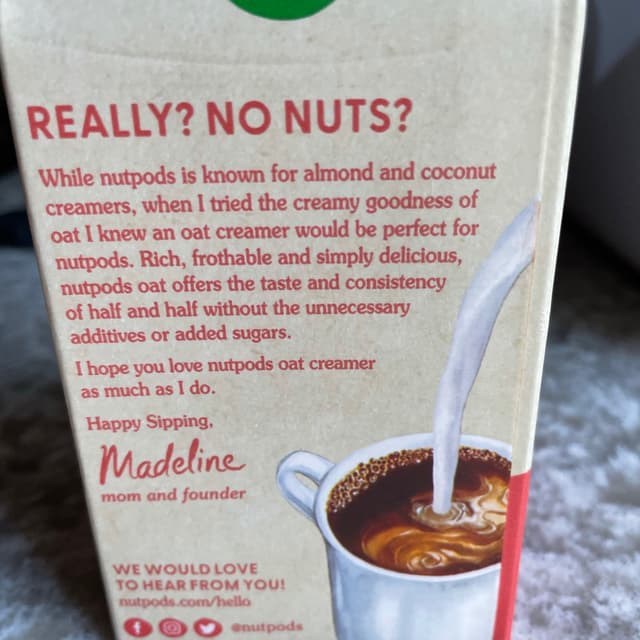 REALLY? NO NUTS?
While nutpods is known for almond and coconut
creamers, when I tried the creamy goodness of
oat I knew an oat creamer would be perfect for
nutpods. Rich, frothable and simply delicious,
nutpods oat offers the taste and consistency
of half and half without the unnecessary
additives or added sugars.
I hope you love nutpods oat creamer
as much as I do.
Happy Sipping,
Madeline
mom and founder
WE WOULD LOVE
TO HEAR FROM YOU!
nutpods.com/hello
@nutpods